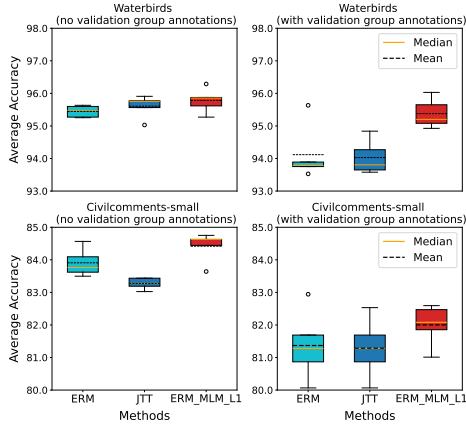 Waterbirds
(no validation group annotations)
Waterbirds
(with validation group annotations)
98.0
97.0
96.0
95.0
94.0
93.0
Average Accuracy
98.0
97.0
96.0
95.0
94.0
93.0
Median
Mean
Civilcomments-small
(no validation group annotations)
Civilcomments-small
(with validation group annotations)
85.0
84.0
83.0
82.0
81.0
80.0
Average Accuracy
85.0
84.0
83.0
82.0
81.0
80.0
Median
Mean
ERM JTT ERM_MLM_L1
Methods
ERM JTT ERM_MLM_L1
Methods